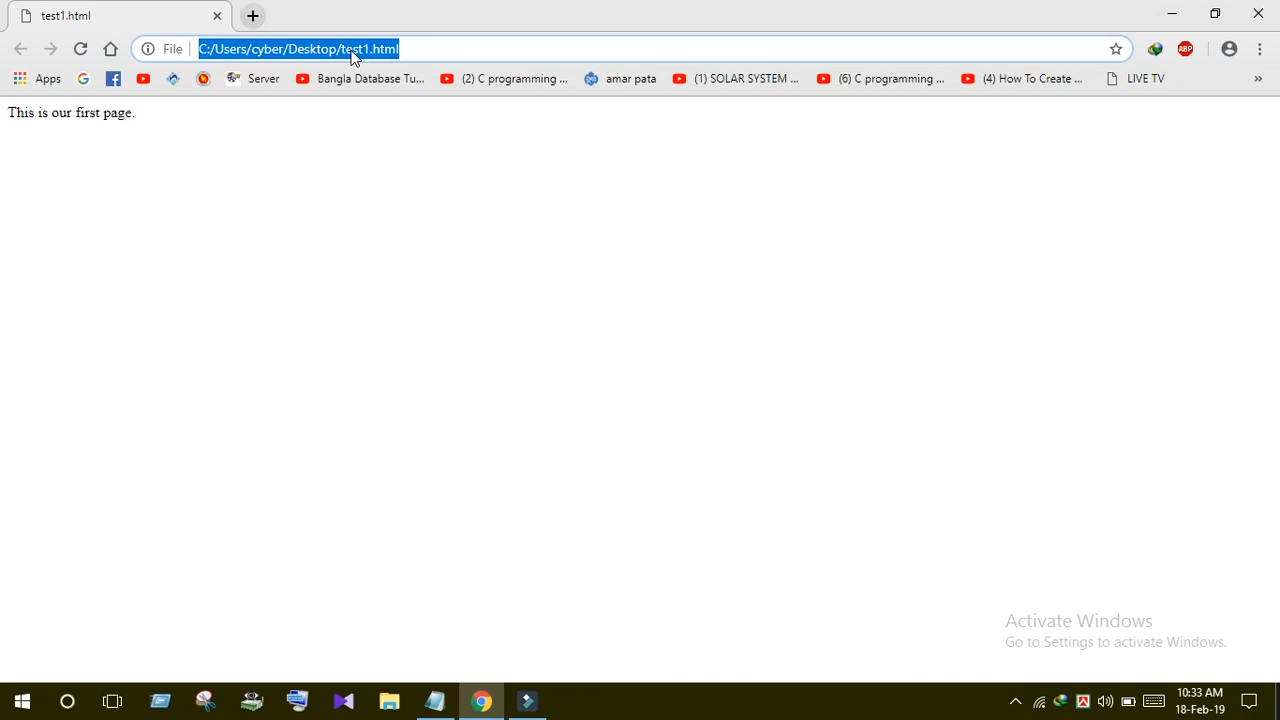 test1.html
File
C:/Users/cyber/Desktop/test1.html
ABP
Apps
Server
Bangla Database Tu...
(2) C programming ...
amar pata
(1) SOLAR SYSTEM ...
(6) C programming ...
(4) How To Create ...
LIVE TV
This is our first page.
Activate Windows
Go to Settings to activate Windows.
10:33 AM
18-Feb-19